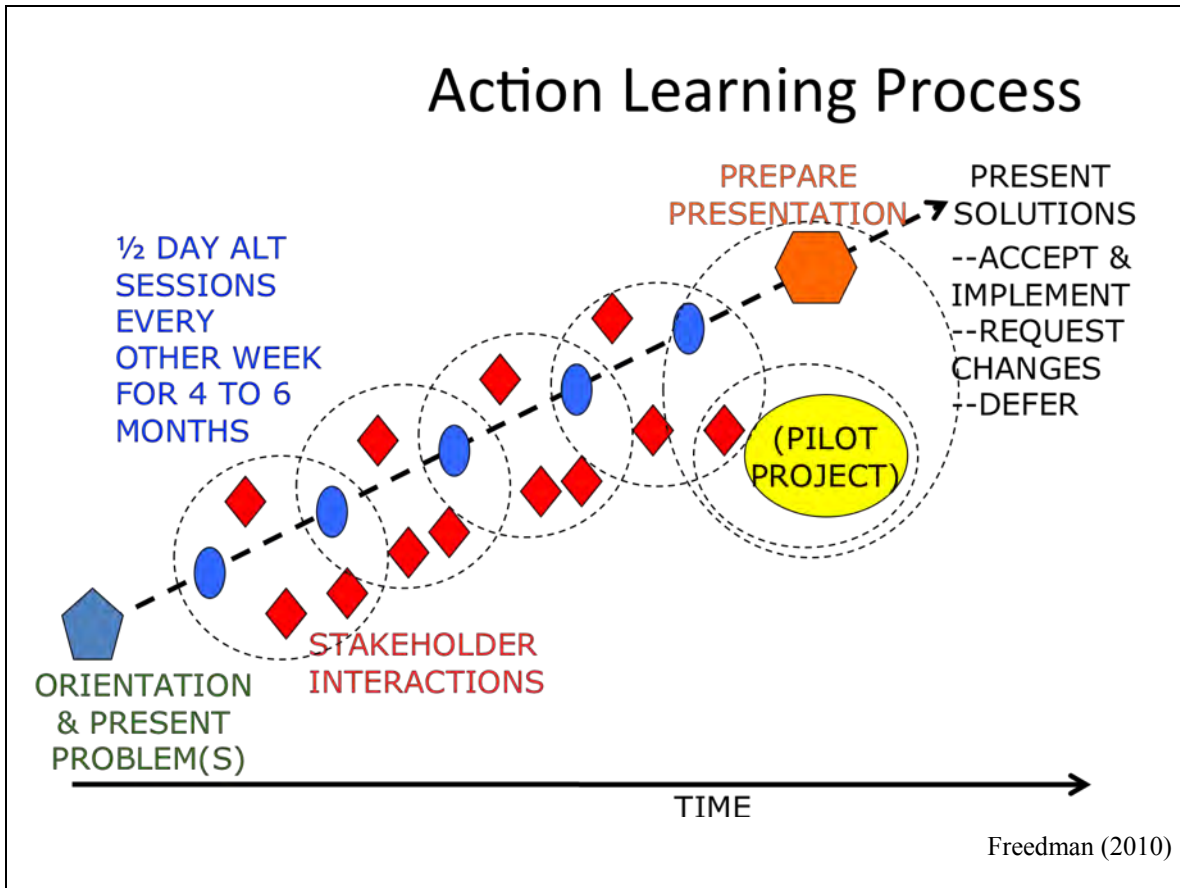 Action Learning Process
PREPARE
PRESENTATION
PRESENT
SOLUTIONS
--ACCEPT &
IMPLEMENT
--REQUEST
CHANGES
--DEFER
½ DAY ALT
SESSIONS
EVERY
OTHER WEEK
FOR 4 TO 6
MONTHS
(PILOT
PROJECT)
STAKEHOLDER
INTERACTIONS
ORIENTATION
& PRESENT
PROBLEM(S)
TIME
Freedman (2010)